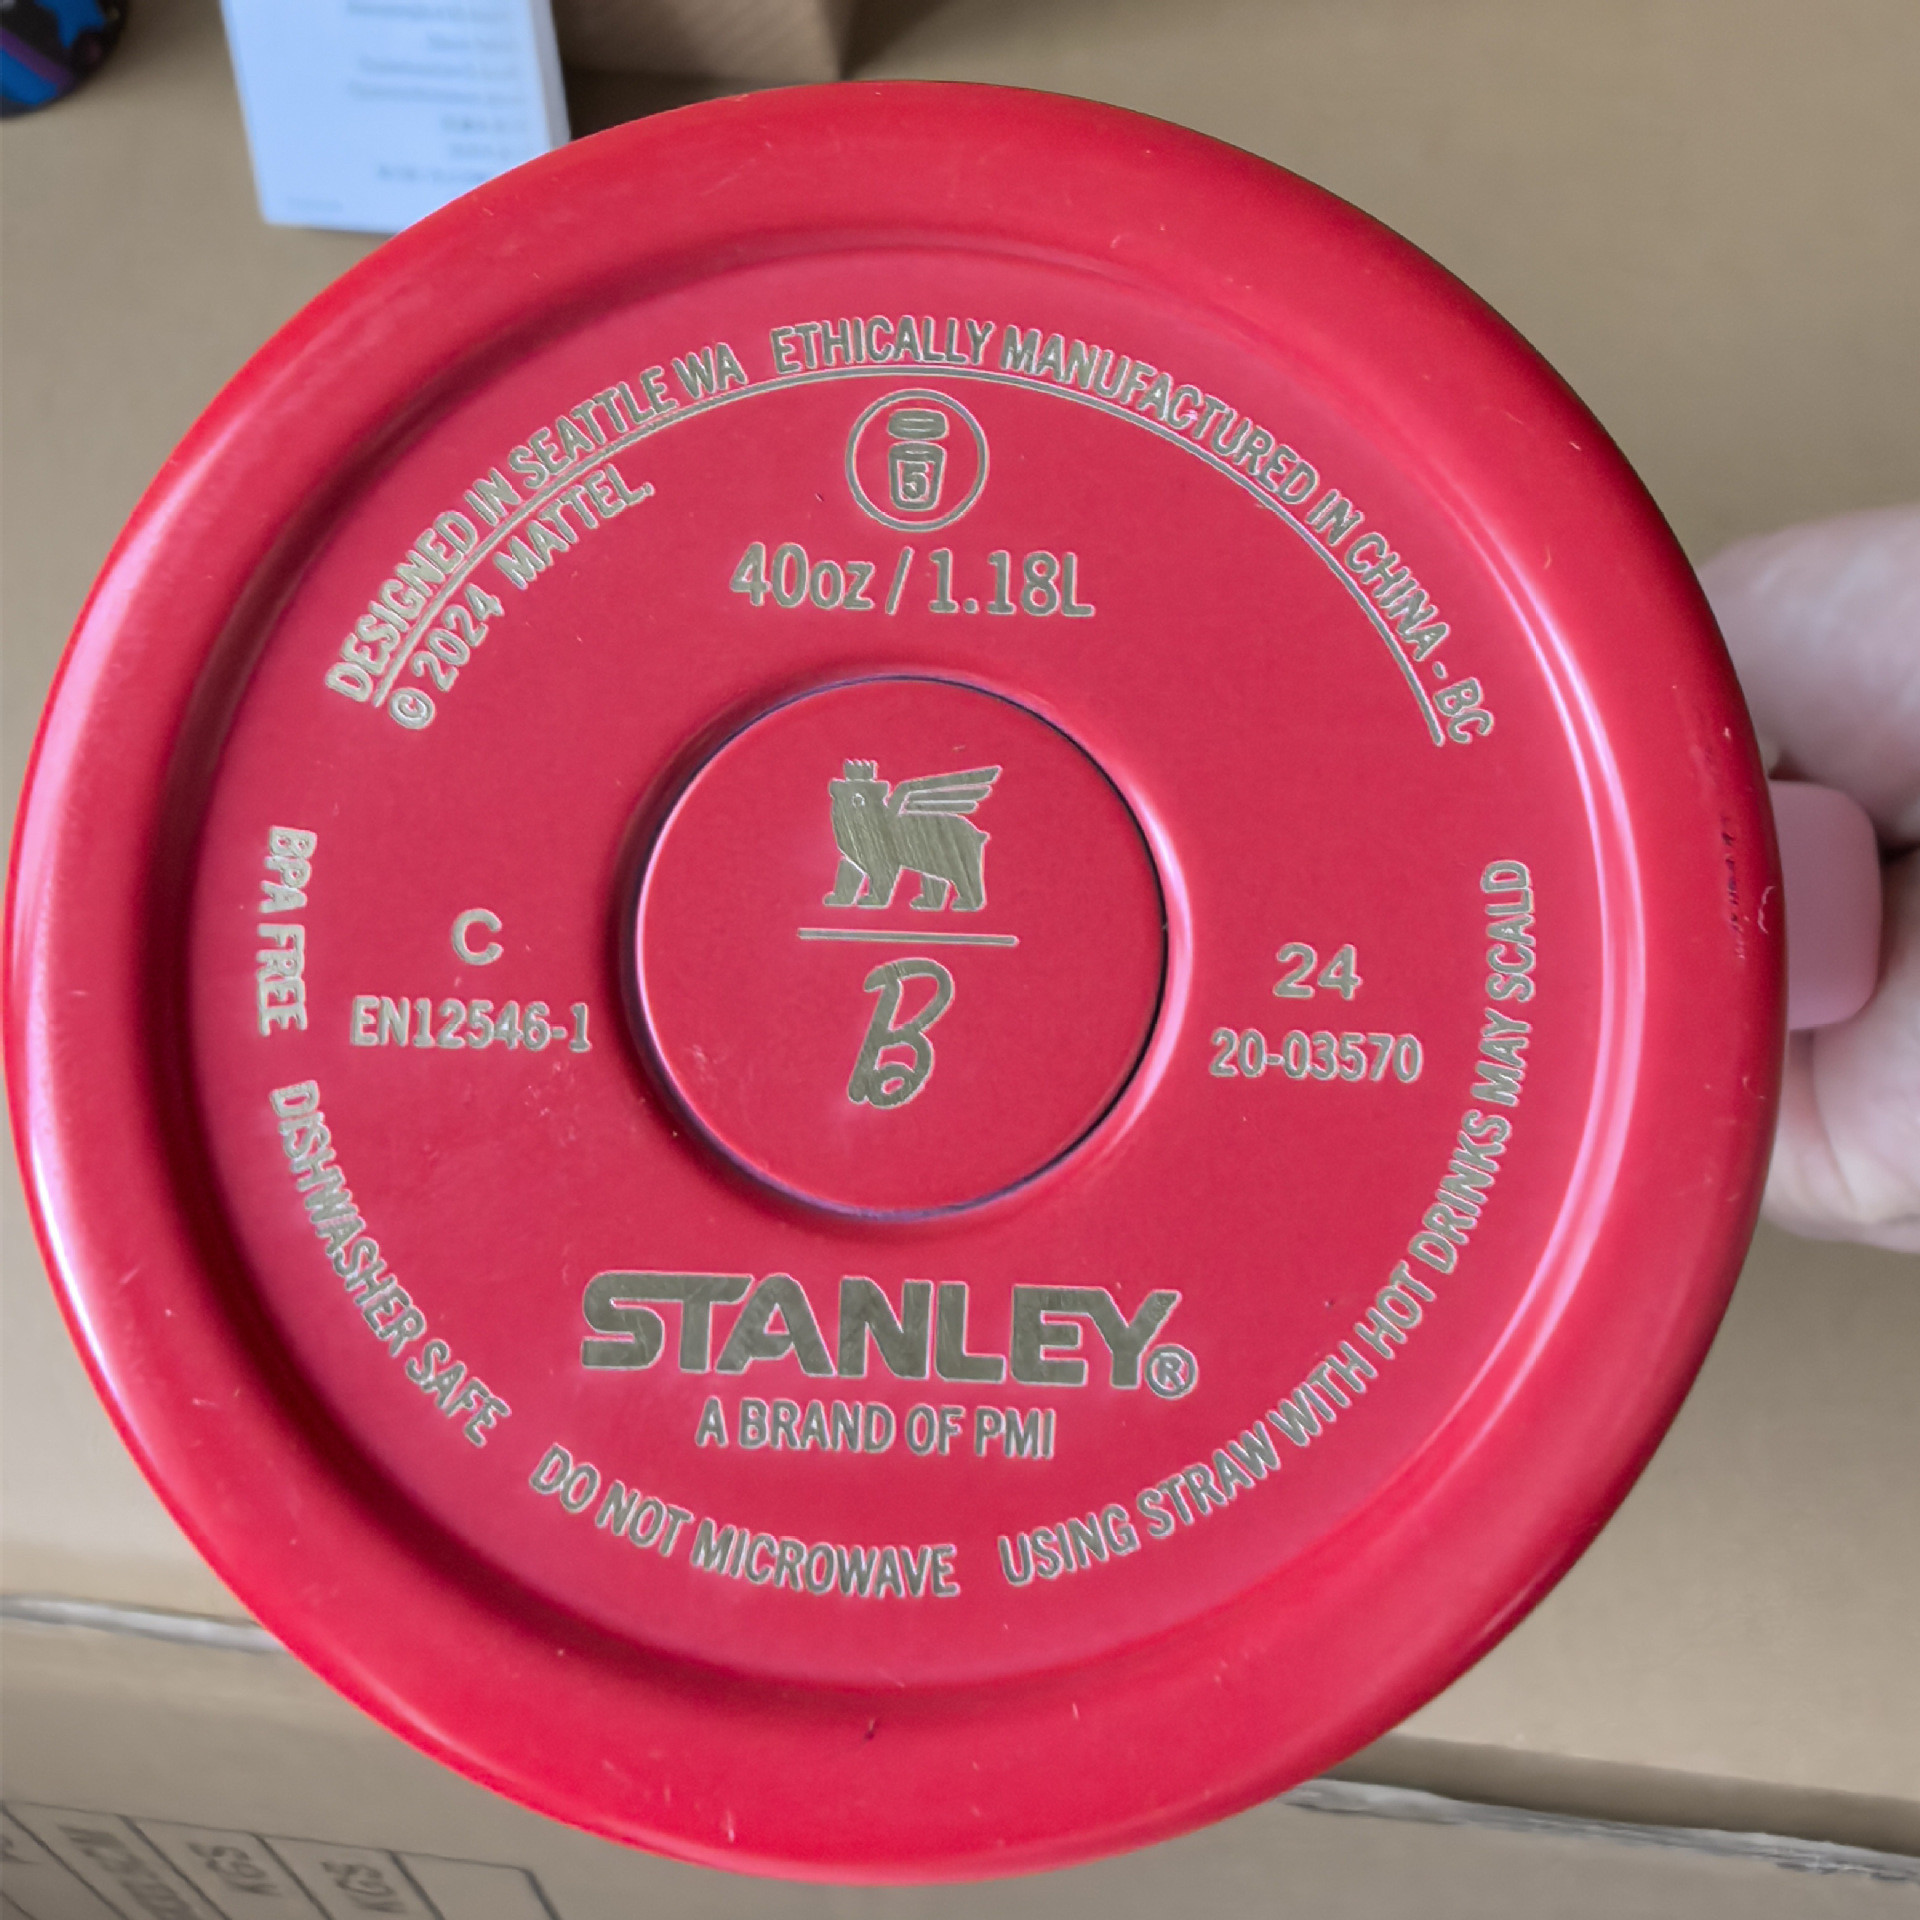 DESIGNED IN SEATTLE WA ETHICALLY MANUFACTURED IN CHINA - BC
© 2024 MATTEL.
5
40oz / 1.18L
B
C
EN12546-1
24
20-03570
STANLEY®
A BRAND OF PMI
BPA FREE DISHWASHER SAFE DO NOT MICROWAVE USING STRAW WITH HOT DRINKS MAY SCALD
KGS
KGS